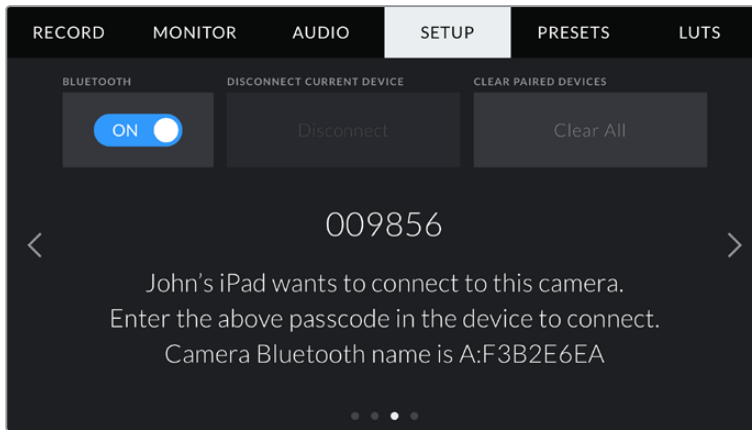 RECORD MONITOR AUDIO SETUP PRESETS LUTS
BLUETOOTH DISCONNECT CURRENT DEVICE CLEAR PAIRED DEVICES
ON Disconnect Clear All
009856
John's iPad wants to connect to this camera.
Enter the above passcode in the device to connect.
Camera Bluetooth name is A:F3B2E6EA